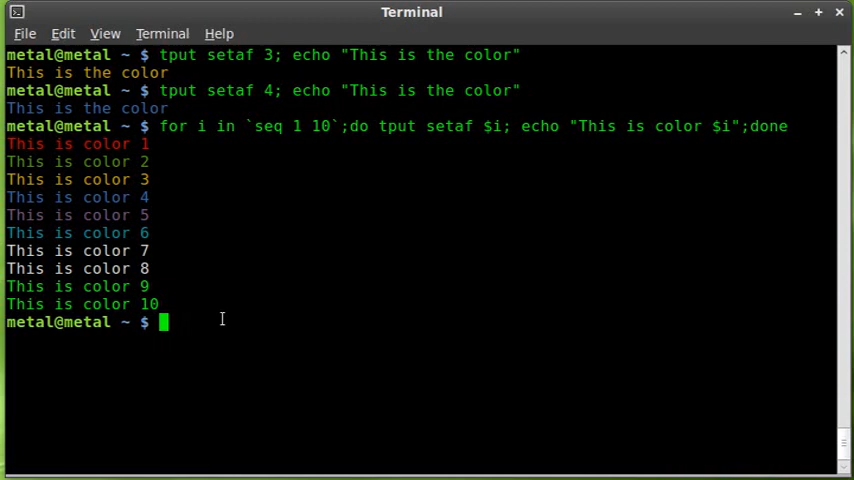 Terminal
File Edit View Terminal Help
metal@metal ~ $ tput setaf 3; echo "This is the color"
This is the color
metal@metal ~ $ tput setaf 4; echo "This is the color"
This is the color
metal@metal ~ $ for i in `seq 1 10`;do tput setaf $i; echo "This is color $i";done
This is color 1
This is color 2
This is color 3
This is color 4
This is color 5
This is color 6
This is color 7
This is color 8
This is color 9
This is color 10
metal@metal ~ $